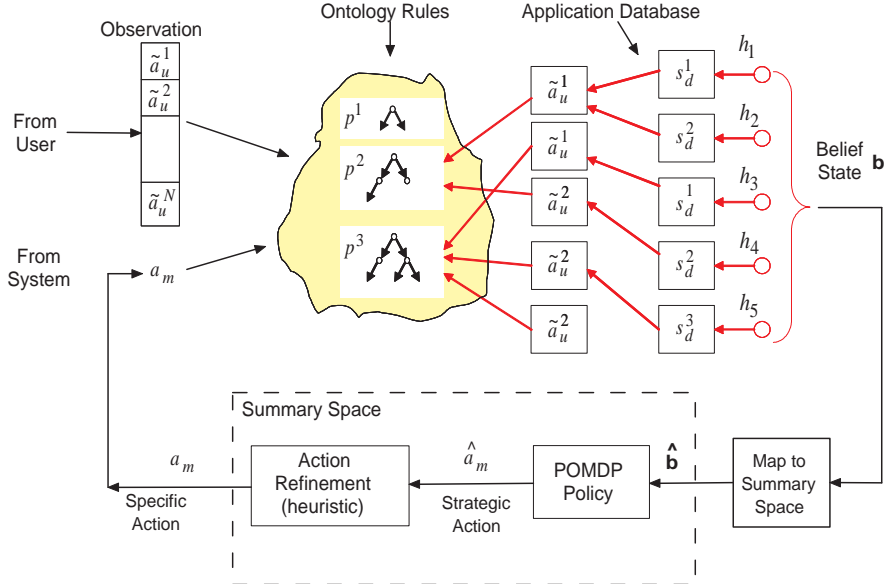 Ontology Rules
Application Database
Observation
ã_u^1
ã_u^2
ã_u^N
From
User
From
System
a_m
p^1
p^2
p^3
ã_u^1
ã_u^1
ã_u^2
ã_u^2
ã_u^2
s_d^1
s_d^2
s_d^1
s_d^2
s_d^3
h_1
h_2
h_3
h_4
h_5
Belief
State b
Summary Space
a_m
Specific
Action
Action
Refinement
(heuristic)
â_m
Strategic
Action
POMDP
Policy
b̂
Map to
Summary
Space